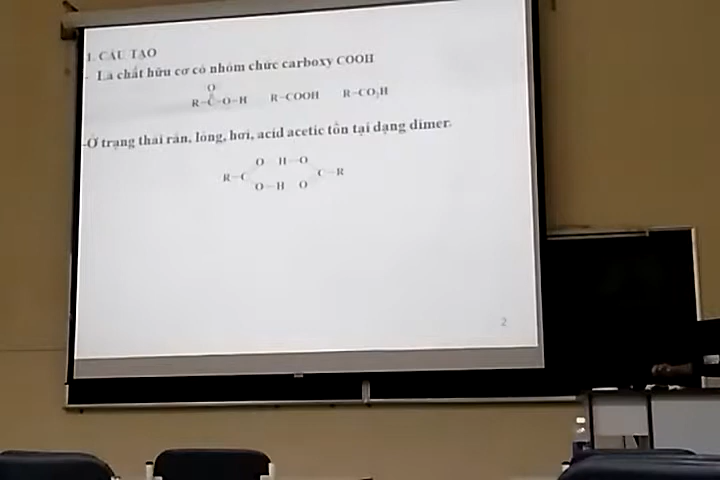 1. CẤU TẠO
- Là chất hữu cơ có nhóm chức carboxy COOH
O
R-C-O-H R-COOH R-CO₂H
-Ở trạng thái rắn, lỏng, hơi, acid acetic tồn tại dạng dimer.
O H-O
R-C C-R
O-H O
2